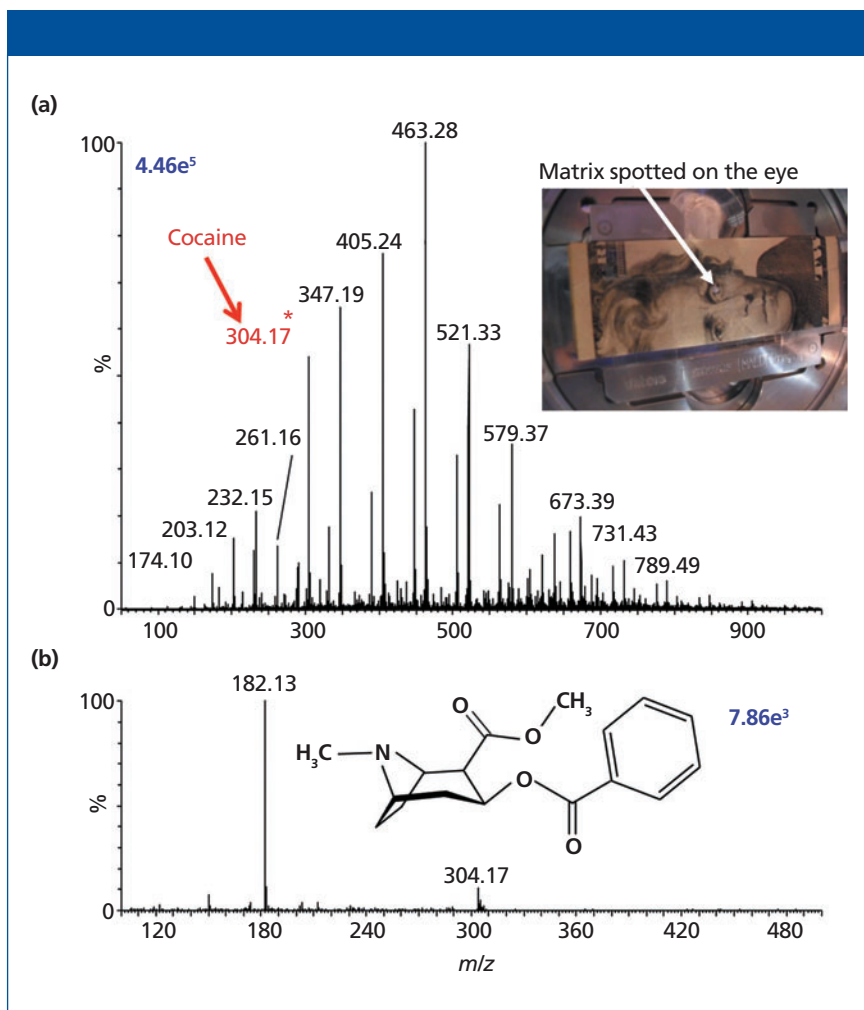 (a)
100
4.46e⁵
463.28
Matrix spotted on the eye
Cocaine
405.24
347.19
*
304.17
521.33
%
261.16
579.37
232.15
673.39
203.12
731.43
174.10
789.49
0
100 300 500 700 900
(b)
182.13
100
7.86e³
O
CH₃
H₃C
N
O
O
%
O
304.17
0
120 180 240 300 360 420 480
m/z